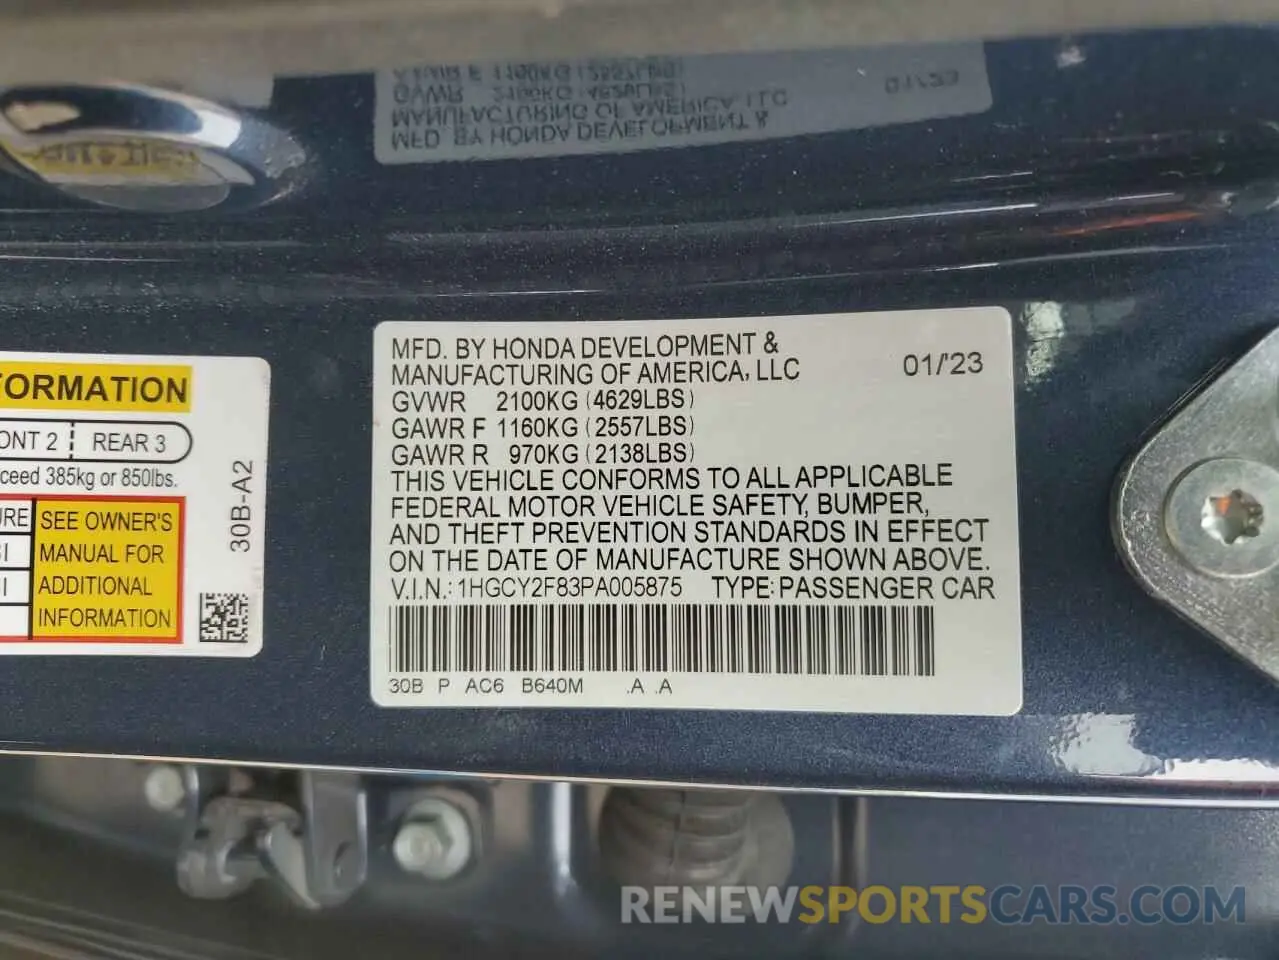 MFD. BY HONDA DEVELOPMENT &
MANUFACTURING OF AMERICA, LLC 01/'23
GVWR 2100KG (4629LBS)
GAWR F 1160KG (2557LBS)
GAWR R 970KG (2138LBS)
THIS VEHICLE CONFORMS TO ALL APPLICABLE
FEDERAL MOTOR VEHICLE SAFETY, BUMPER,
AND THEFT PREVENTION STANDARDS IN EFFECT
ON THE DATE OF MANUFACTURE SHOWN ABOVE.
V.I.N.: 1HGCY2F83PA005875 TYPE: PASSENGER CAR
30B P AC6 B640M .A .A
FORMATION
ONT 2 REAR 3
ceed 385kg or 850lbs.
URE
SEE OWNER'S
MANUAL FOR
ADDITIONAL
INFORMATION
30B-A2
RENEWSPORTSCARS.COM